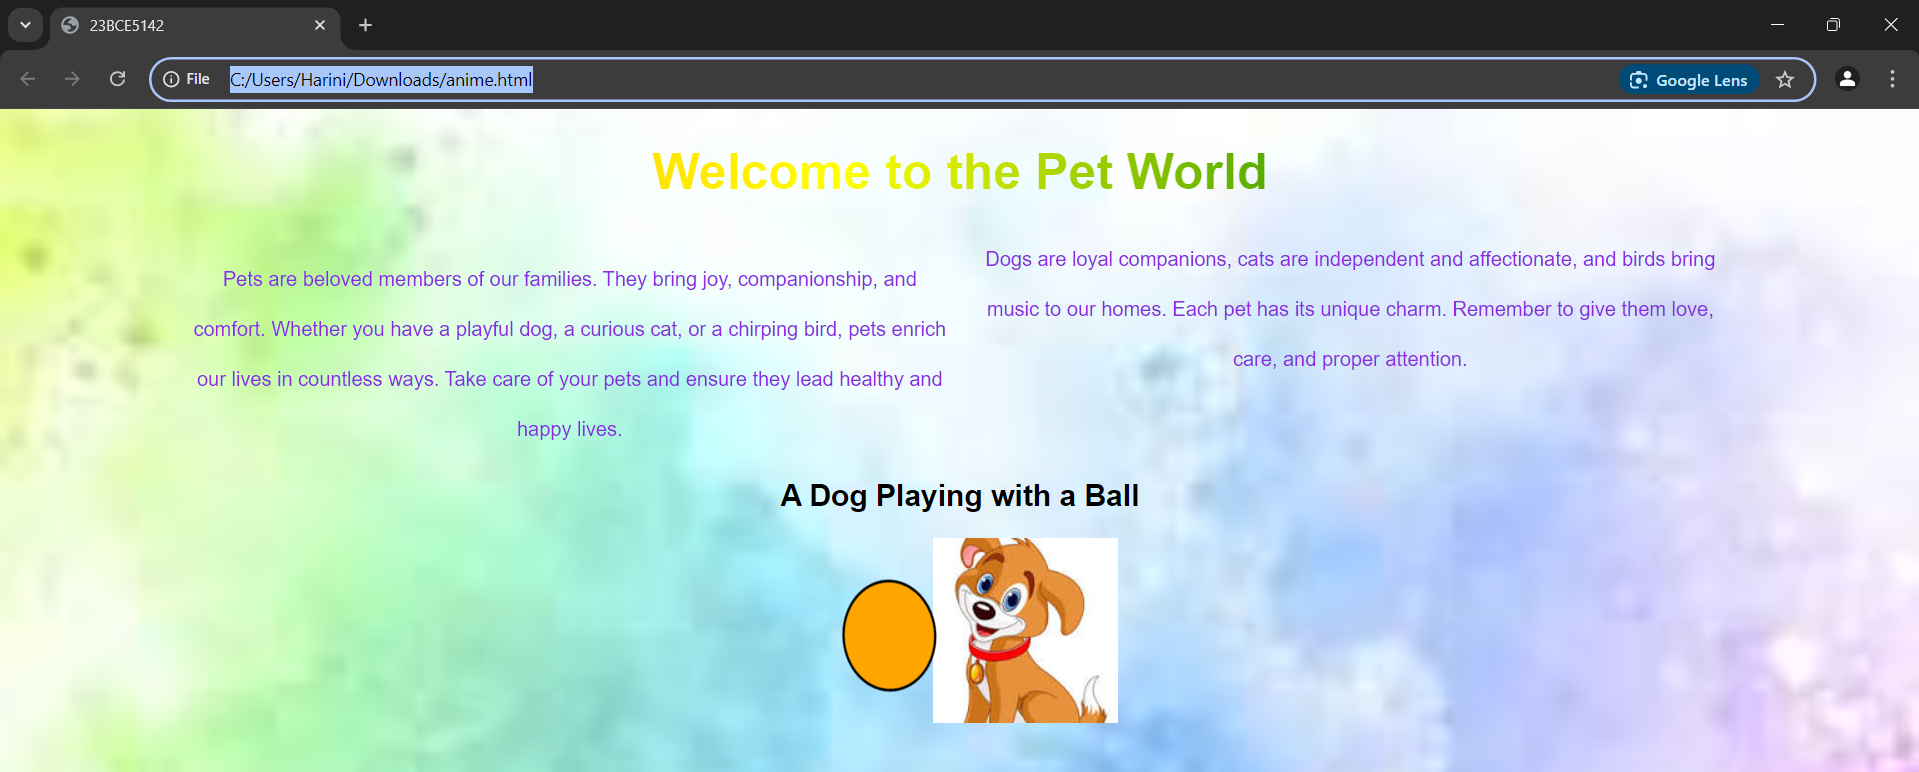 23BCE5142
File C:/Users/Harini/Downloads/anime.html Google Lens
Welcome to the Pet World
Pets are beloved members of our families. They bring joy, companionship, and
comfort. Whether you have a playful dog, a curious cat, or a chirping bird, pets enrich
our lives in countless ways. Take care of your pets and ensure they lead healthy and
happy lives.
Dogs are loyal companions, cats are independent and affectionate, and birds bring
music to our homes. Each pet has its unique charm. Remember to give them love,
care, and proper attention.
A Dog Playing with a Ball